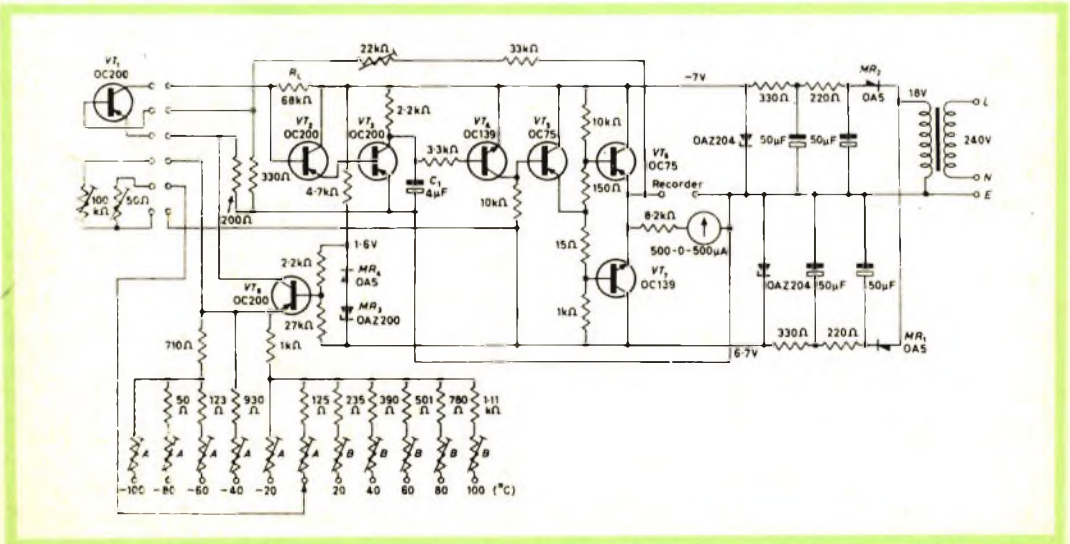 22kΩ
33kΩ
VT₁
OC200
R_L
68kΩ
-7V
MR₂
OA5
330Ω
220Ω
18V
L
2·2kΩ
VT₂
OC200
VT₃
OC200
3·3kΩ
VT₄
OC139
VT₅
OC75
10kΩ
VT₆
OC75
OAZ204
50µF
50µF
240V
330Ω
4·7kΩ
C₁
4µF
150Ω
Recorder
N
E
100
kΩ
50Ω
200Ω
10kΩ
8·2kΩ
15Ω
500-0-500µA
1·6V
VT₇
OC139
2·2kΩ
MR₄
OA5
OAZ204
50µF
50µF
OC200
MR₃
OAZ200
27kΩ
1kΩ
710Ω
1kΩ
6·7V
330Ω
220Ω
MR₁
OA5
50
Ω
123
Ω
930
Ω
125
Ω
235
Ω
390
Ω
501
Ω
780
Ω
1·11
kΩ
A
A
A
A
A
A
B
B
B
B
B
-100
-80
-60
-40
-20
20
40
60
80
100
(°C)